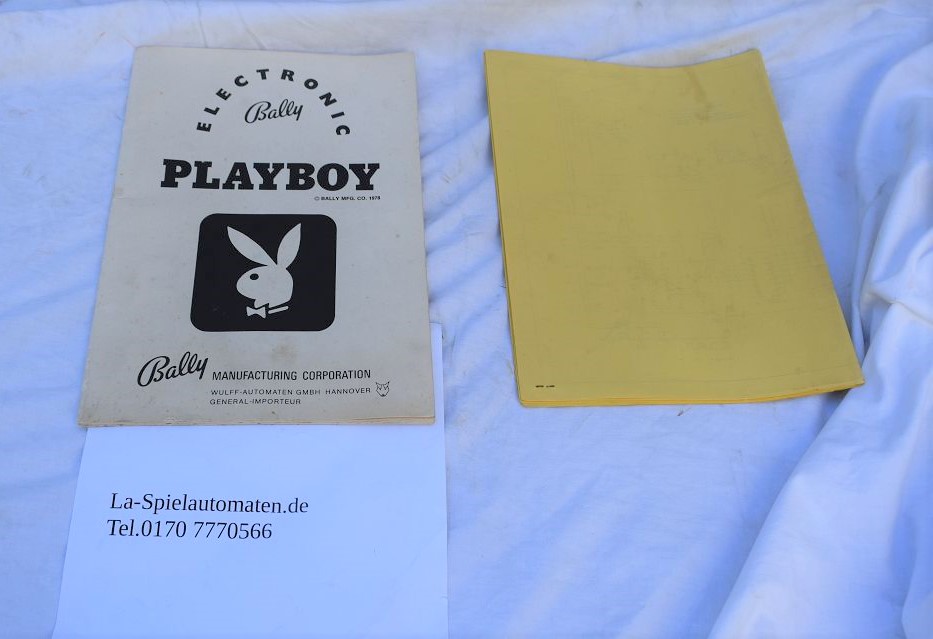 ELECTRONIC
Bally
PLAYBOY
© BALLY MFG. CO. 1978
Bally MANUFACTURING CORPORATION
WULFF-AUTOMATEN GMBH HANNOVER
GENERAL-IMPORTEUR
La-Spielautomaten.de
Tel.0170 7770566